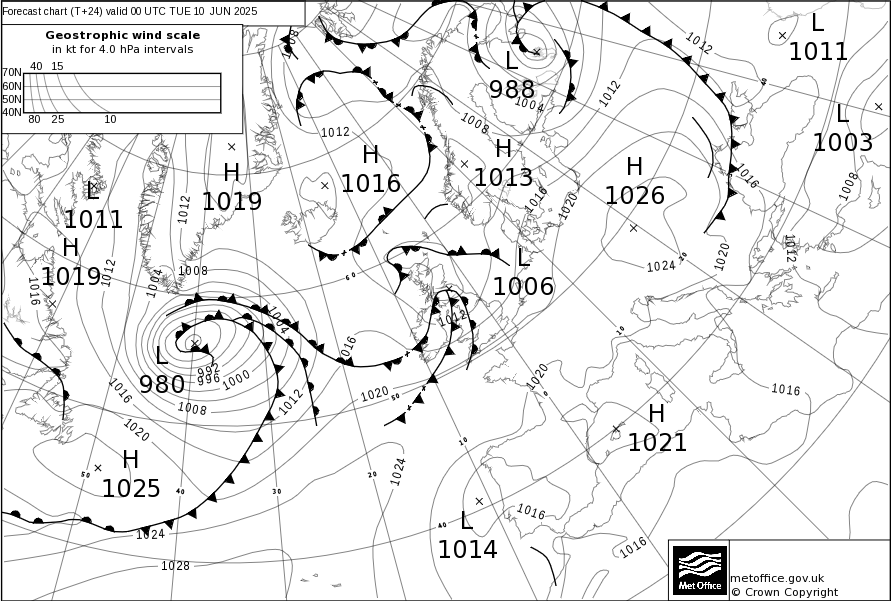 Forecast chart (T+24) valid 00 UTC TUE 10 JUN 2025
Geostrophic wind scale
in kt for 4.0 hPa intervals
40 15
70N
60N
50N
40N
80 25 10
1008
1012
L
1011
40
L
988
1004
1012
L
1003
1008
1012
H
1016
H
1013
H
1026
1016
H
1019
L
1011
1012
1016
1020
1008
H
1019
1012
1004
1008
60
L
1006
1024
30
1020
1012
1016
1004
1012
10
L
980
992
996
1000
1016
1008
1012
1016
1020
50
1020
0
1016
H
1021
1020
H
1025
50
40
30
20
1024
10
40
L
1014
1016
1016
1024
1028
Met Office
metoffice.gov.uk
© Crown Copyright